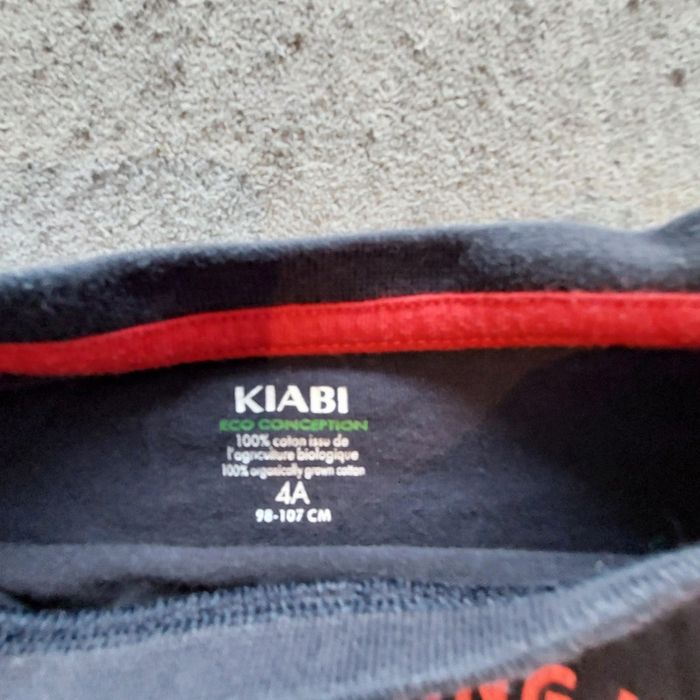 KIABI
ECO CONCEPTION
100% coton issu de
l'agriculture biologique
100% organically grown cotton
4A
98-107 CM